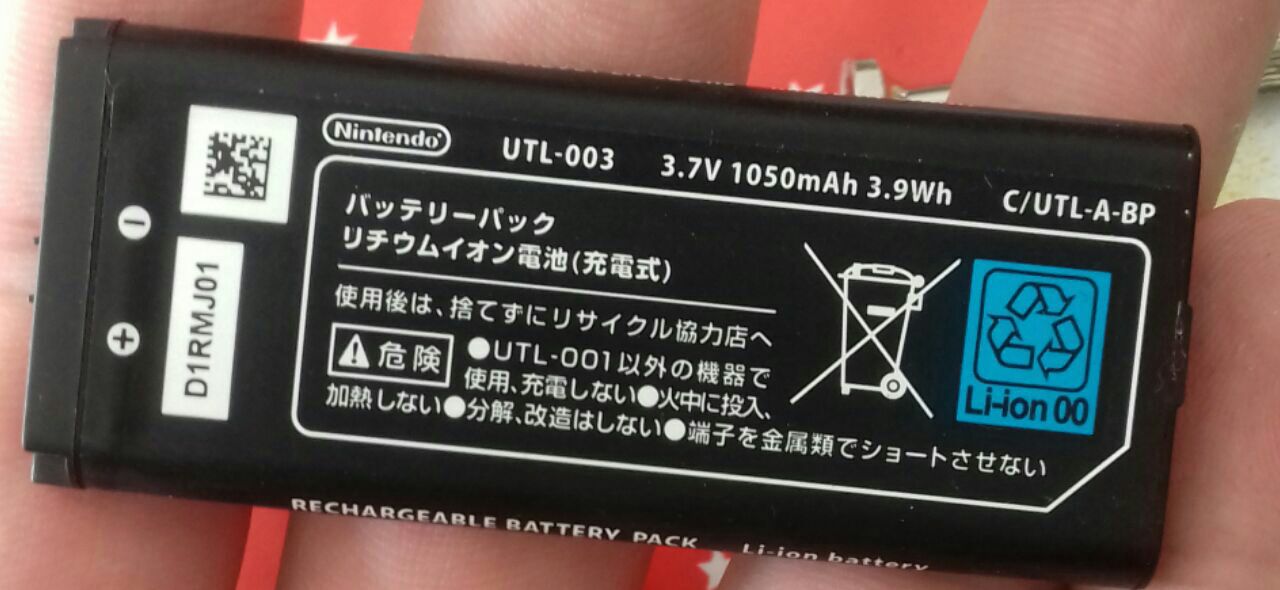 Nintendo
UTL-003 3.7V 1050mAh 3.9Wh C/UTL-A-BP
D1RMJ01
バッテリーパック
リチウムイオン電池(充電式)
使用後は、捨てずにリサイクル協力店へ
危険 ●UTL-001以外の機器で
使用、充電しない●火中に投入、
加熱しない●分解、改造はしない●端子を金属類でショートさせない
Li-ion 00
RECHARGEABLE BATTERY PACK Li-ion battery